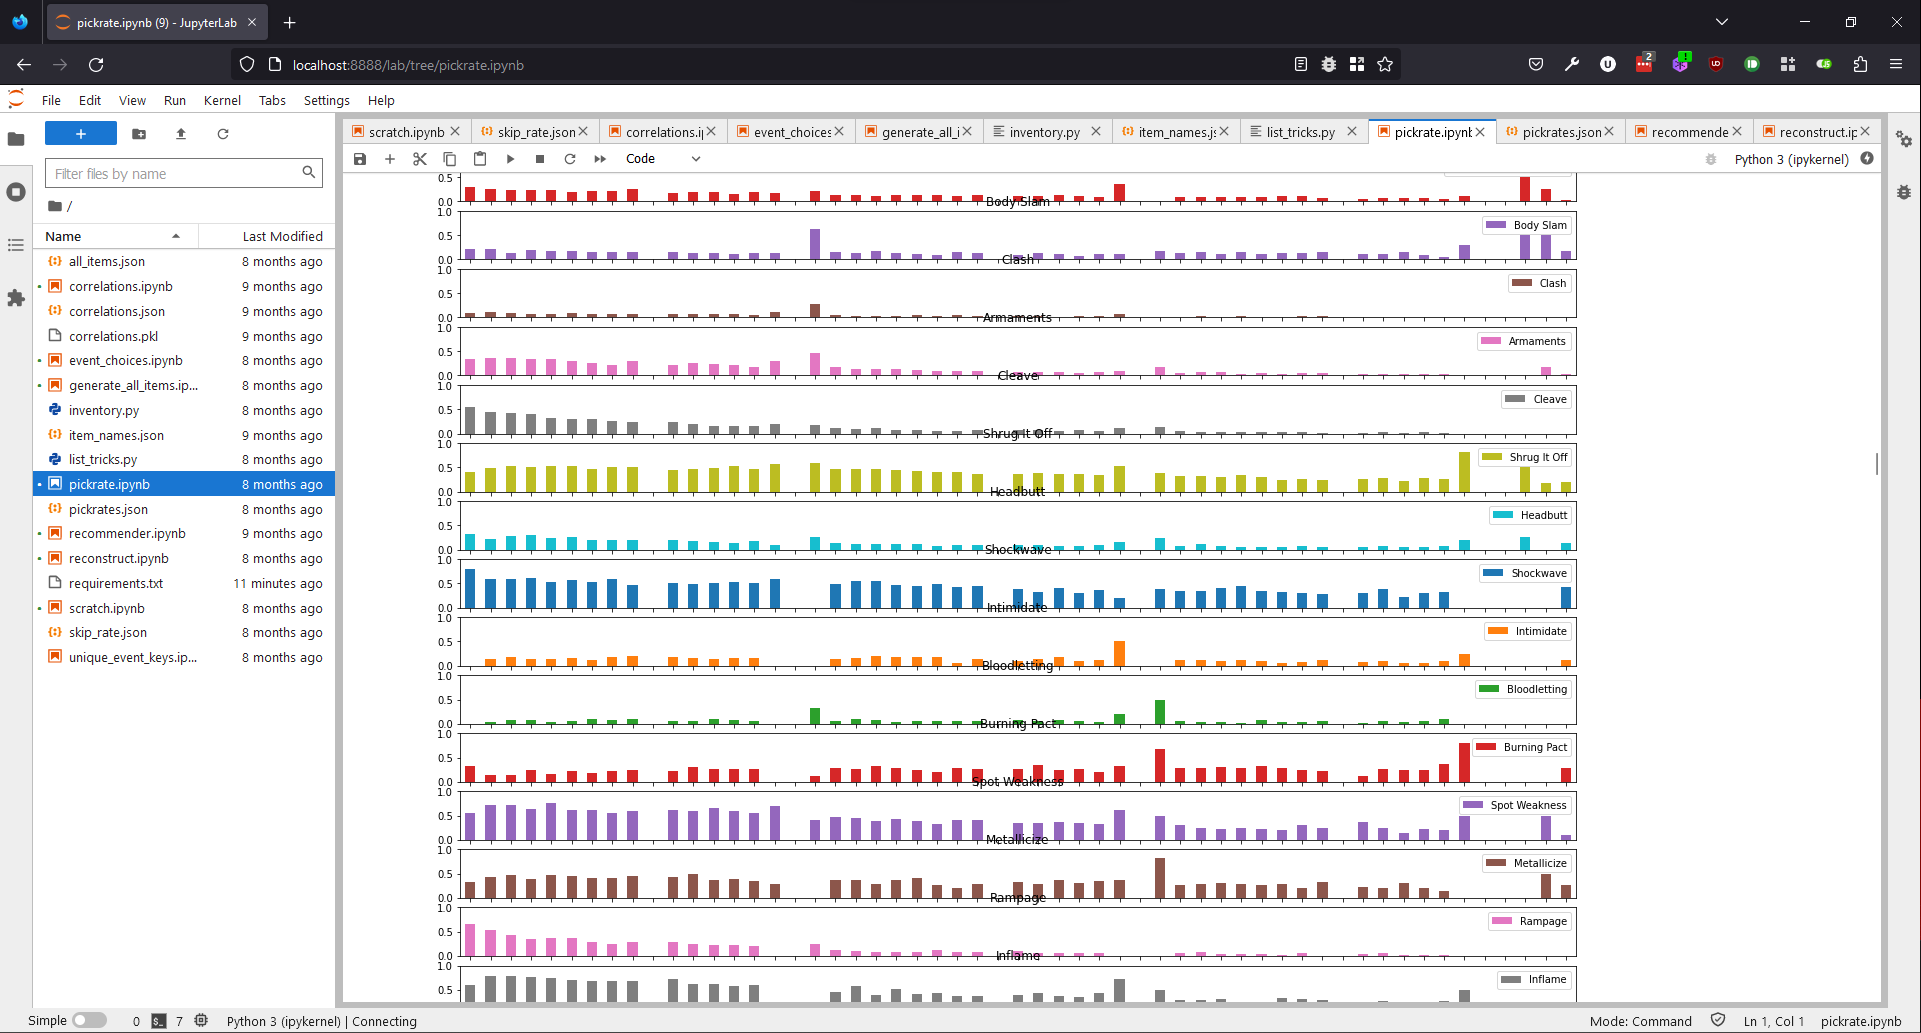 pickrate.ipynb (9) - JupyterLab
localhost:8888/lab/tree/pickrate.ipynb
2
File Edit View Run Kernel Tabs Settings Help
Filter files by name
/
Name Last Modified
all_items.json 8 months ago
correlations.ipynb 9 months ago
correlations.json 9 months ago
correlations.pkl 9 months ago
event_choices.ipynb 8 months ago
generate_all_items.ip... 8 months ago
inventory.py 8 months ago
item_names.json 9 months ago
list_tricks.py 8 months ago
pickrate.ipynb 8 months ago
pickrates.json 8 months ago
recommender.ipynb 9 months ago
reconstruct.ipynb 8 months ago
requirements.txt 11 minutes ago
scratch.ipynb 8 months ago
skip_rate.json 8 months ago
unique_event_keys.ip... 8 months ago
scratch.ipynb skip_rate.json correlations.i event_choices generate_all_i inventory.py item_names.js list_tricks.py pickrate.ipynb pickrates.json recommende reconstruct.ip
Code Python 3 (ipykernel)
0.5
0.0
Body Slam
1.0
0.5
0.0
Body Slam
Clash
1.0
0.5
0.0
Clash
Armaments
1.0
0.5
0.0
Armaments
Cleave
1.0
0.5
0.0
Cleave
Shrug It Off
1.0
0.5
0.0
Shrug It Off
Headbutt
1.0
0.5
0.0
Headbutt
Shockwave
1.0
0.5
0.0
Shockwave
Intimidate
1.0
0.5
0.0
Intimidate
Bloodletting
1.0
0.5
0.0
Bloodletting
Burning Pact
1.0
0.5
0.0
Burning Pact
Spot Weakness
1.0
0.5
0.0
Spot Weakness
Metallicize
1.0
0.5
0.0
Metallicize
Rampage
1.0
0.5
0.0
Rampage
Inflame
1.0
0.5
Inflame
Simple 0 7 Python 3 (ipykernel) | Connecting Mode: Command Ln 1, Col 1 pickrate.ipynb